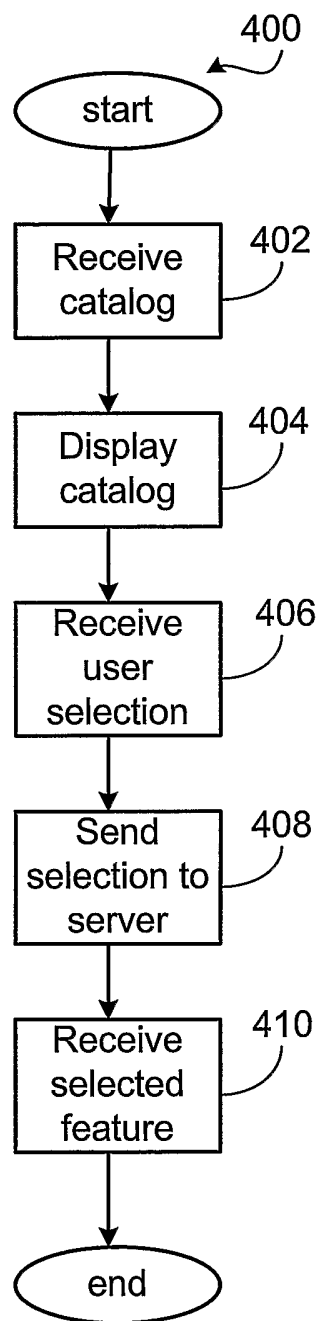 400
start
Receive
catalog
402
Display
catalog
404
Receive
user
selection
406
Send
selection to
server
408
Receive
selected
feature
410
end